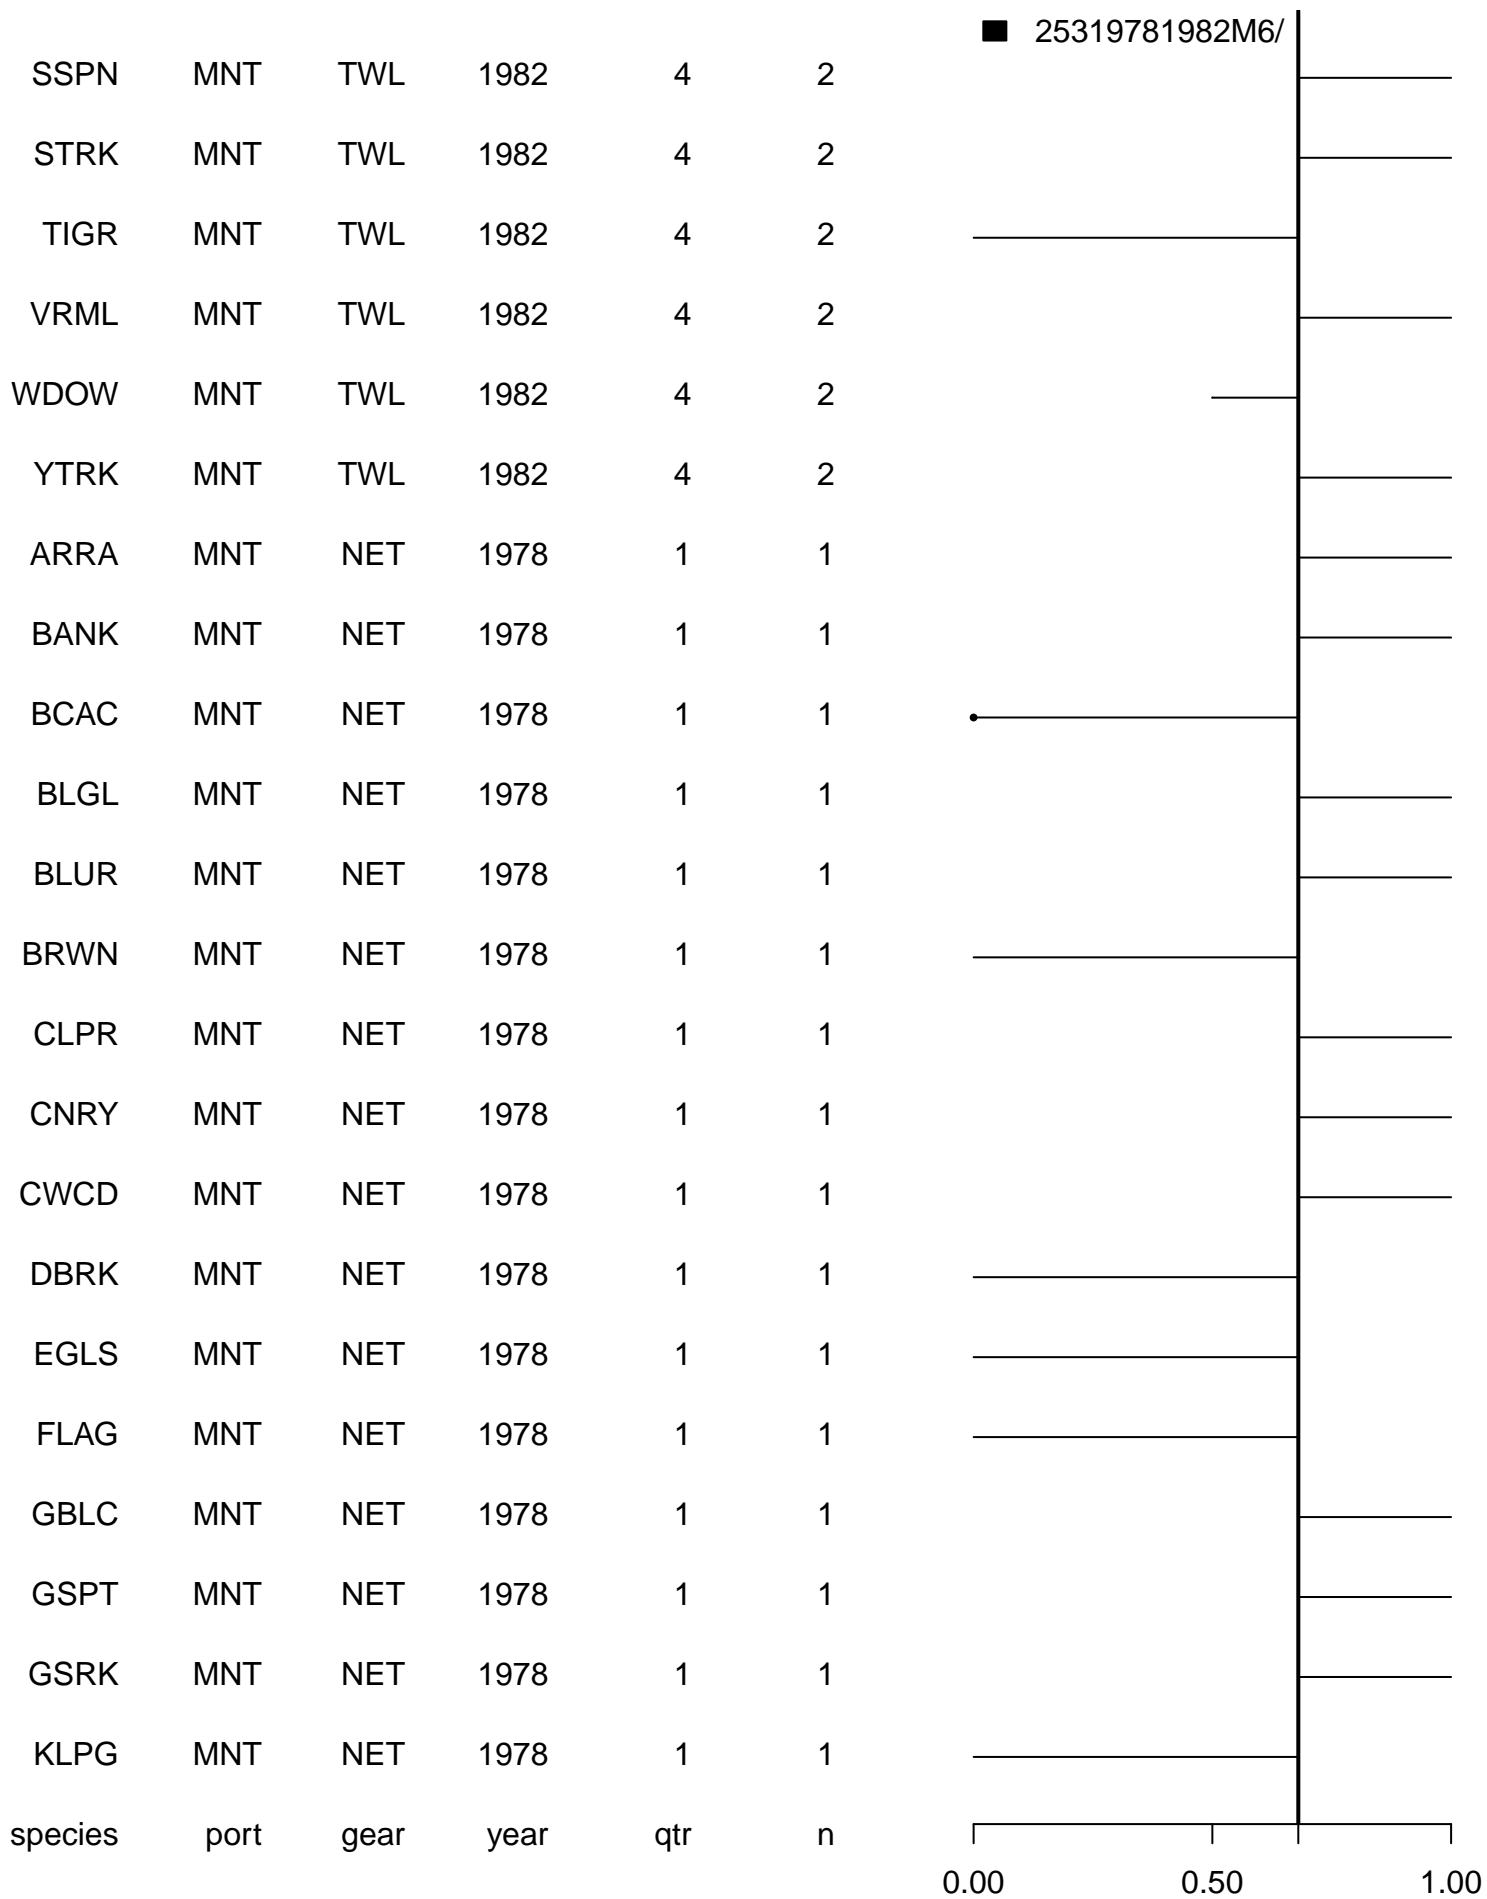 25319781982M6/
SSPN MNT TWL 1982 4 2
STRK MNT TWL 1982 4 2
TIGR MNT TWL 1982 4 2
VRML MNT TWL 1982 4 2
WDOW MNT TWL 1982 4 2
YTRK MNT TWL 1982 4 2
ARRA MNT NET 1978 1 1
BANK MNT NET 1978 1 1
BCAC MNT NET 1978 1 1
BLGL MNT NET 1978 1 1
BLUR MNT NET 1978 1 1
BRWN MNT NET 1978 1 1
CLPR MNT NET 1978 1 1
CNRY MNT NET 1978 1 1
CWCD MNT NET 1978 1 1
DBRK MNT NET 1978 1 1
EGLS MNT NET 1978 1 1
FLAG MNT NET 1978 1 1
GBLC MNT NET 1978 1 1
GSPT MNT NET 1978 1 1
GSRK MNT NET 1978 1 1
KLPG MNT NET 1978 1 1
species port gear year qtr n
0.00 0.50 1.00